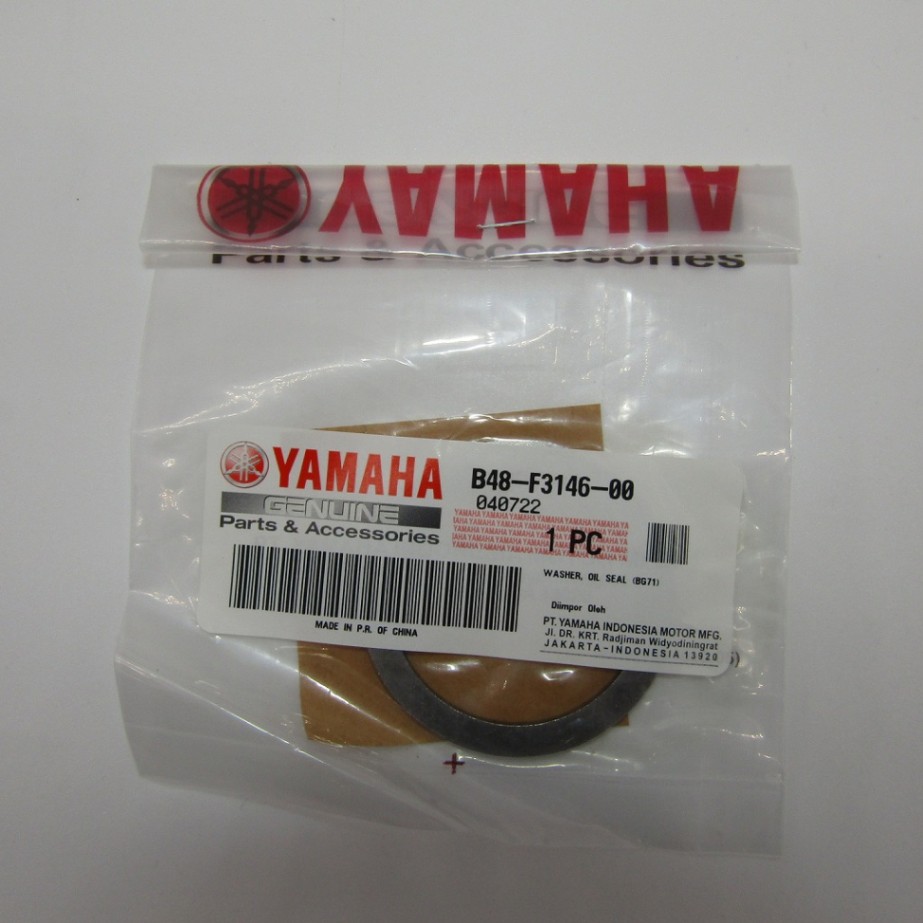 YAMAHA
Parts & Accessories
YAMAHA
GENUINE
Parts & Accessories
B48-F3146-00
040722
1 PC
WASHER, OIL SEAL (BG71)
MADE IN P.R. OF CHINA
Diimpor Oleh
PT. YAMAHA INDONESIA MOTOR MFG.
Jl. DR. KRT. Radjiman Widyodiningrat
JAKARTA-INDONESIA 13920